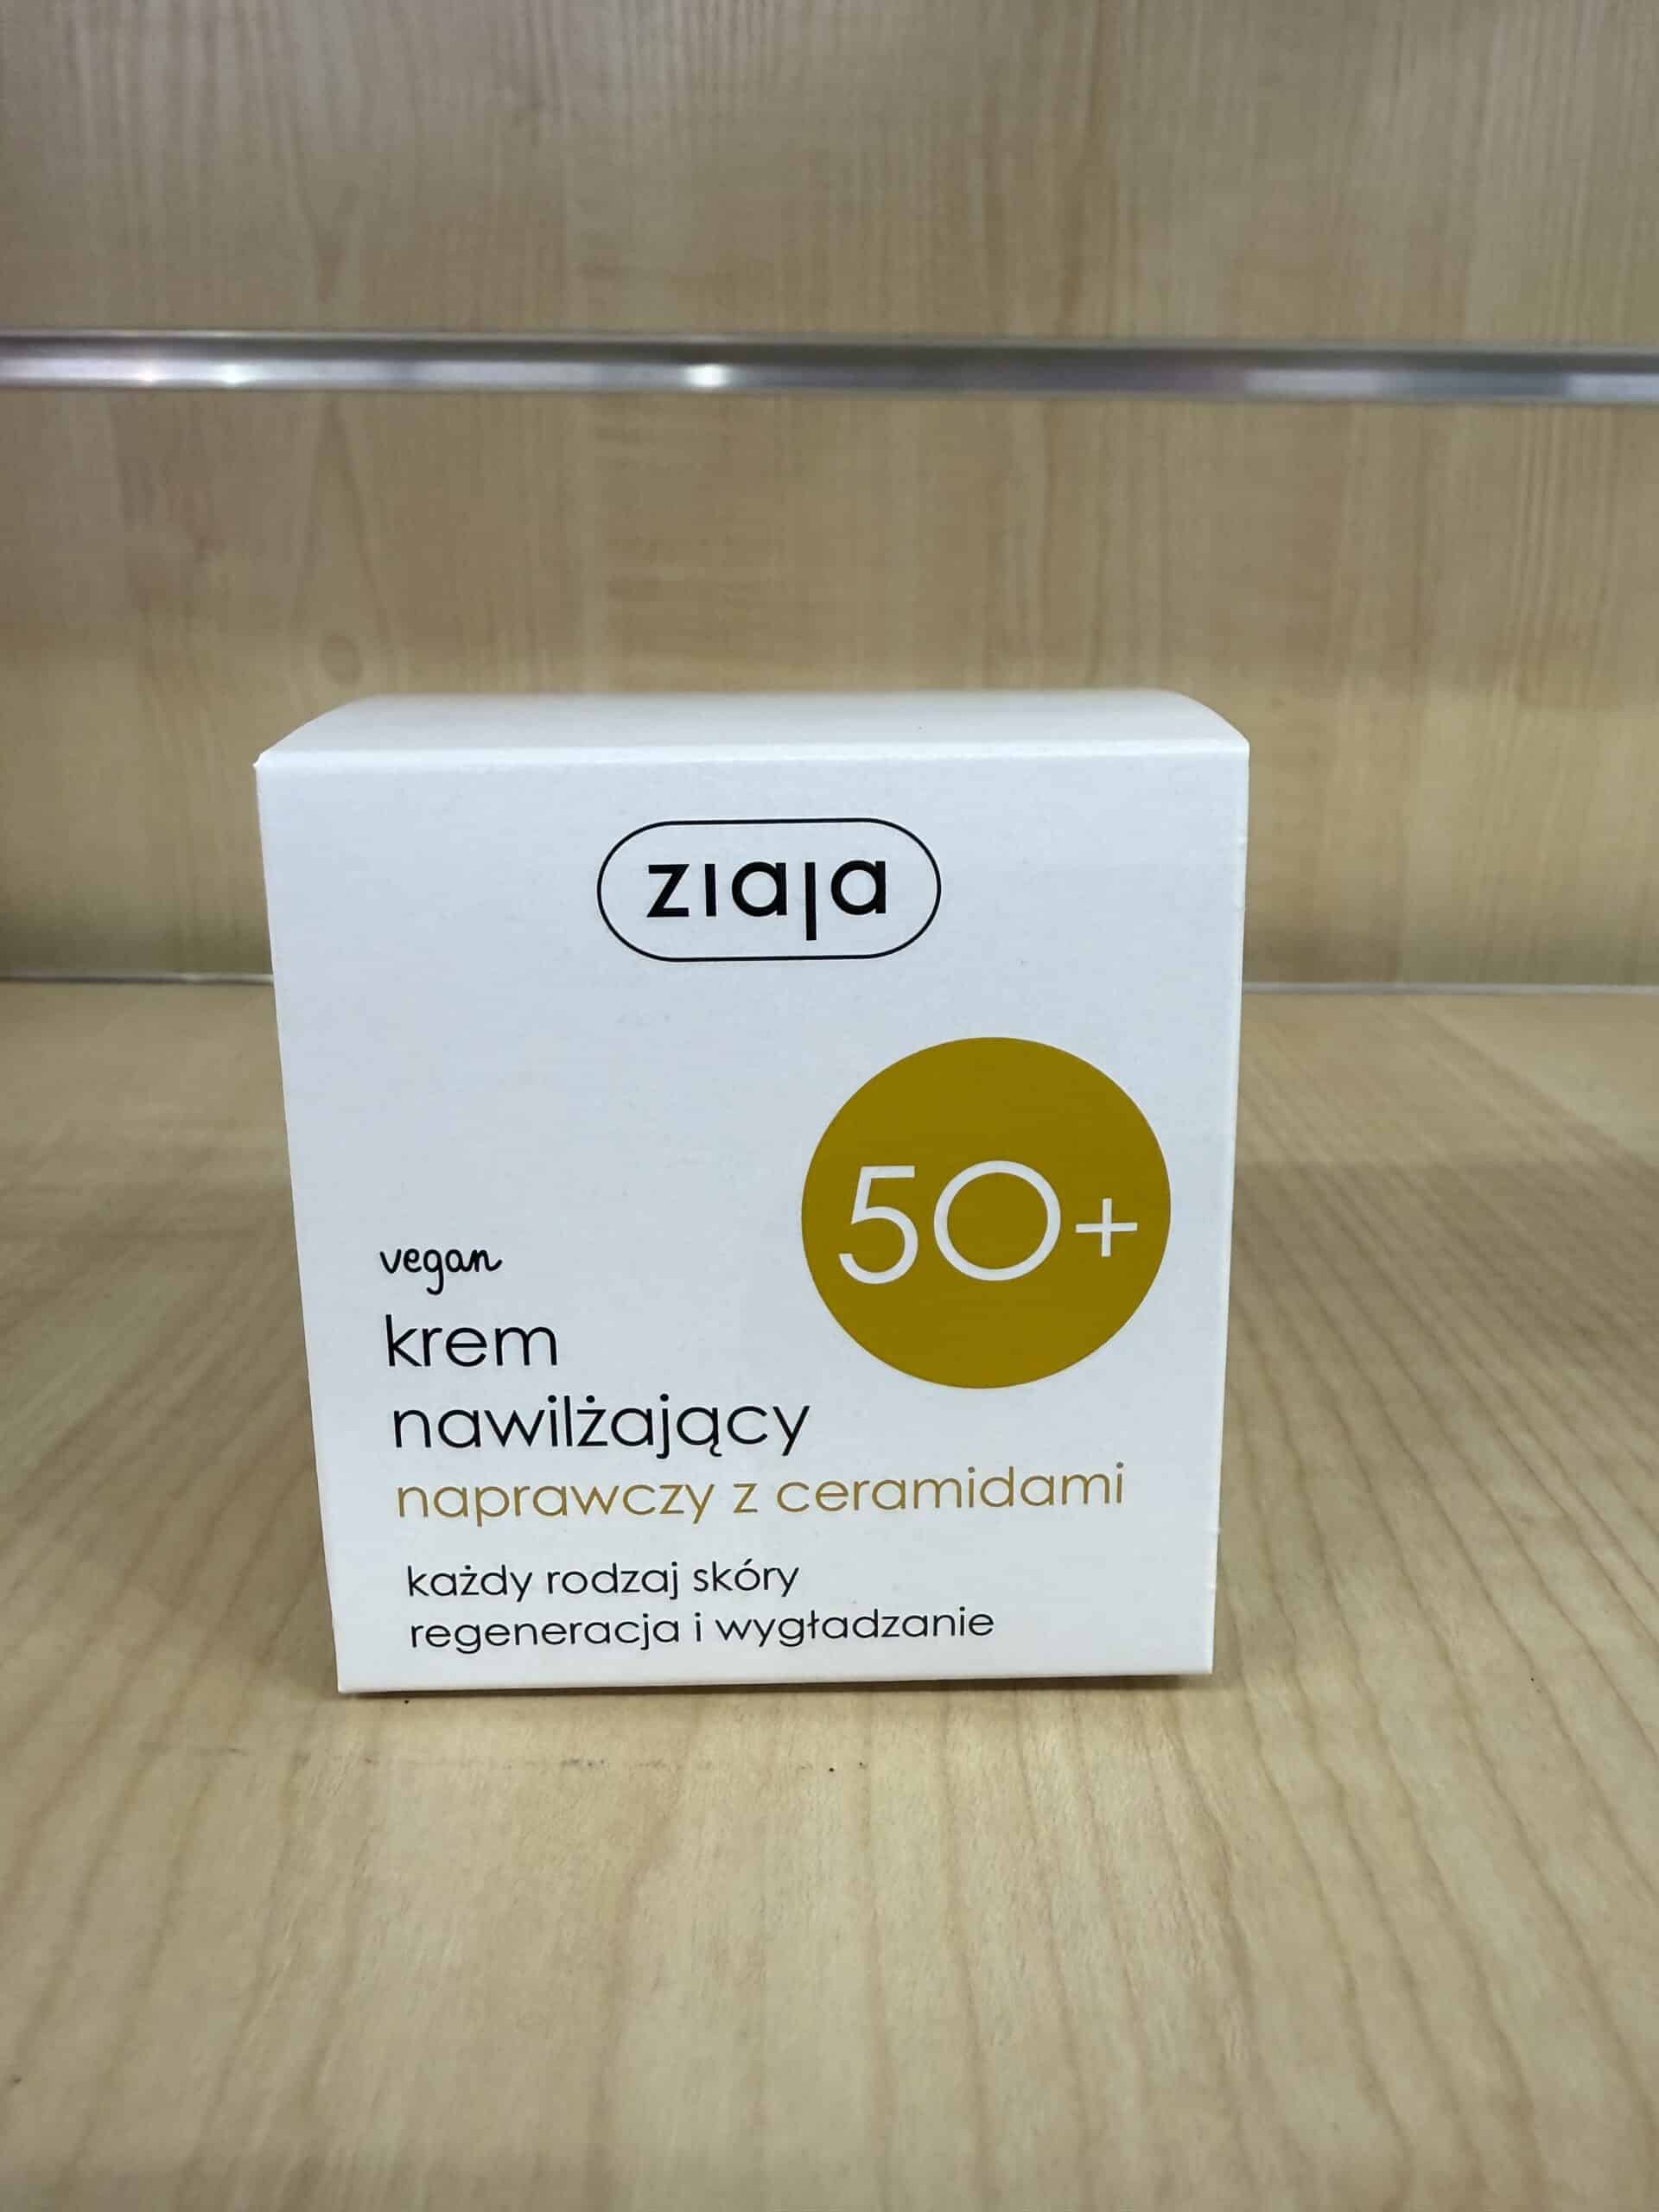 ziaja
50+
vegan
krem
nawilżający
naprawczy z ceramidami
każdy rodzaj skóry
regeneracja i wygładzanie